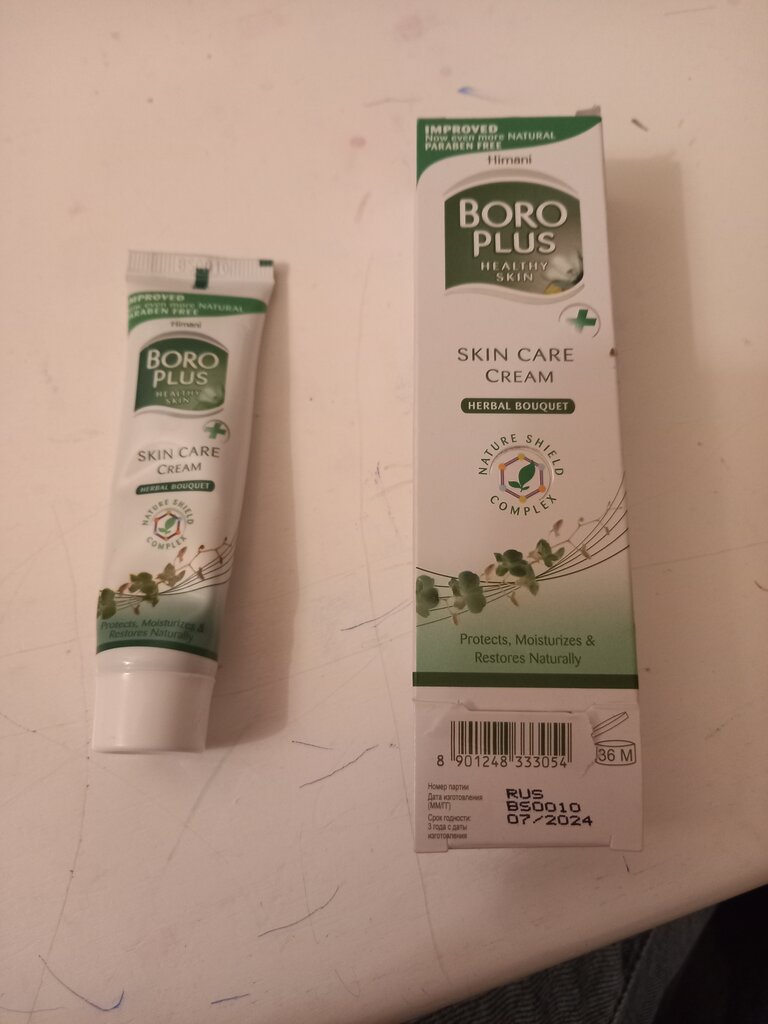 BS0010
IMPROVED
Now even more NATURAL
PARABEN FREE
Himani
BORO
PLUS
HEALTHY
SKIN
SKIN CARE
CREAM
HERBAL BOUQUET
NATURE SHIELD
COMPLEX
Protects, Moisturizes &
Restores Naturally
IMPROVED
Now even more NATURAL
PARABEN FREE
Himani
BORO
PLUS
HEALTHY
SKIN
SKIN CARE
CREAM
HERBAL BOUQUET
NATURE SHIELD
COMPLEX
Protects, Moisturizes &
Restores Naturally
8 901248 333054
36 M
Номер партии
Дата изготовления
(ММ/ГГ)
Срок годности:
3 года с даты
изготовления
RUS
BS0010
07/2024